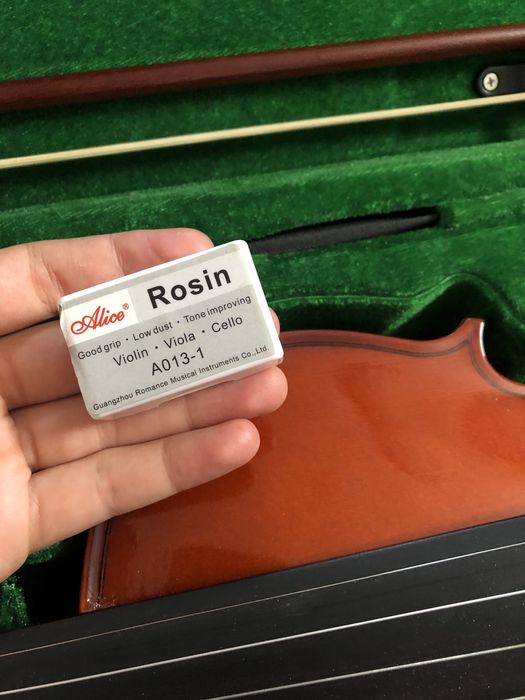 Alice® Rosin
Good grip · Low dust · Tone improving
Violin · Viola · Cello
A013-1
Guangzhou Romance Musical Instruments Co.,Ltd.